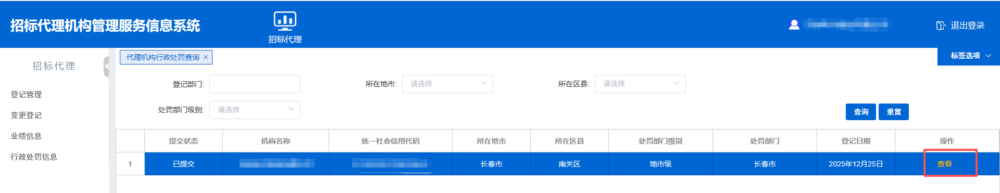 招标代理机构管理服务信息系统
招标代理
退出登录
招标代理
代理机构行政处罚查询 ×
标签选项
登记管理
变更登记
业绩信息
行政处罚信息
登记部门:
所在地市: 请选择
所在区县: 请选择
处罚部门级别: 请选择
查询 重置
提交状态 机构名称 统一社会信用代码 所在地市 所在区县 处罚部门级别 处罚部门 登记日期 操作
1 已提交 长春市 南关区 地市级 长春市 2025年12月25日 查看